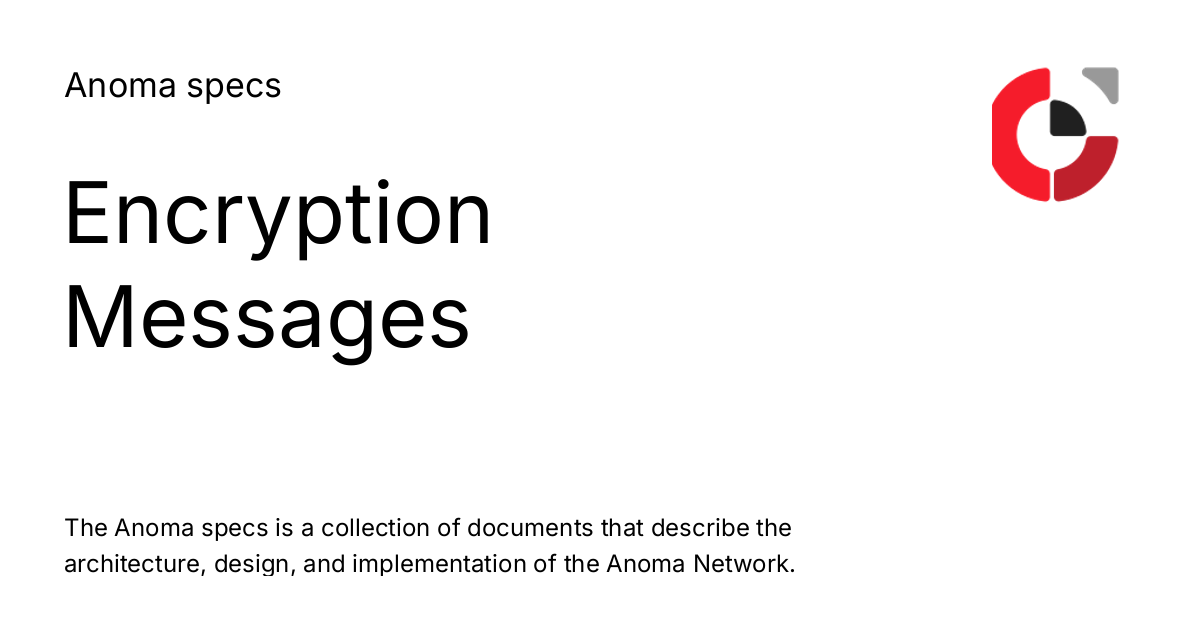 Anoma specs
Encryption
Messages
The Anoma specs is a collection of documents that describe the
architecture, design, and implementation of the Anoma Network.